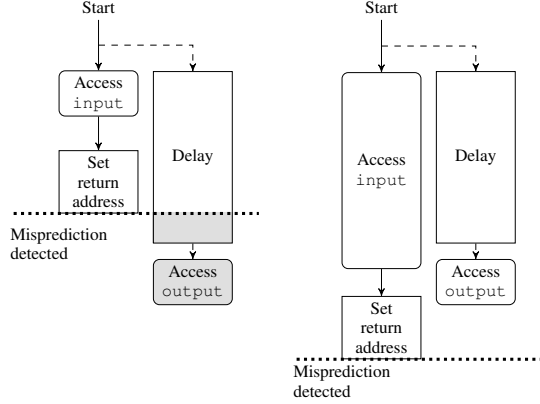 Start
Access
input
Delay
Set
return
address
Misprediction
detected
Access
output
Start
Access
input
Delay
Access
output
Set
return
address
Misprediction
detected